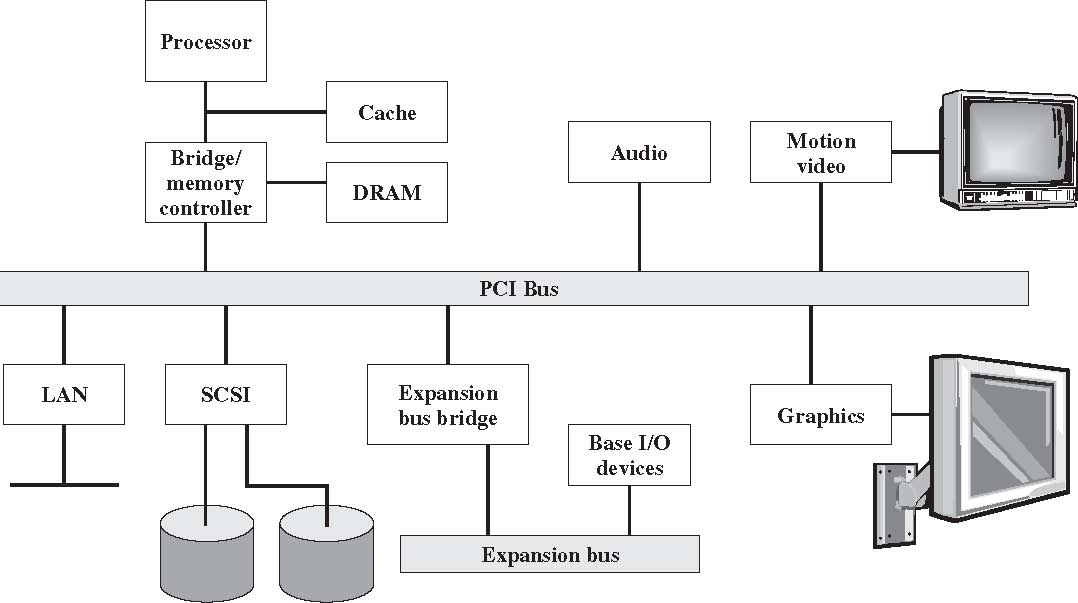 Processor
Cache
Bridge/
memory
controller
DRAM
Audio
Motion
video
PCI Bus
LAN
SCSI
Expansion
bus bridge
Base I/O
devices
Graphics
Expansion bus